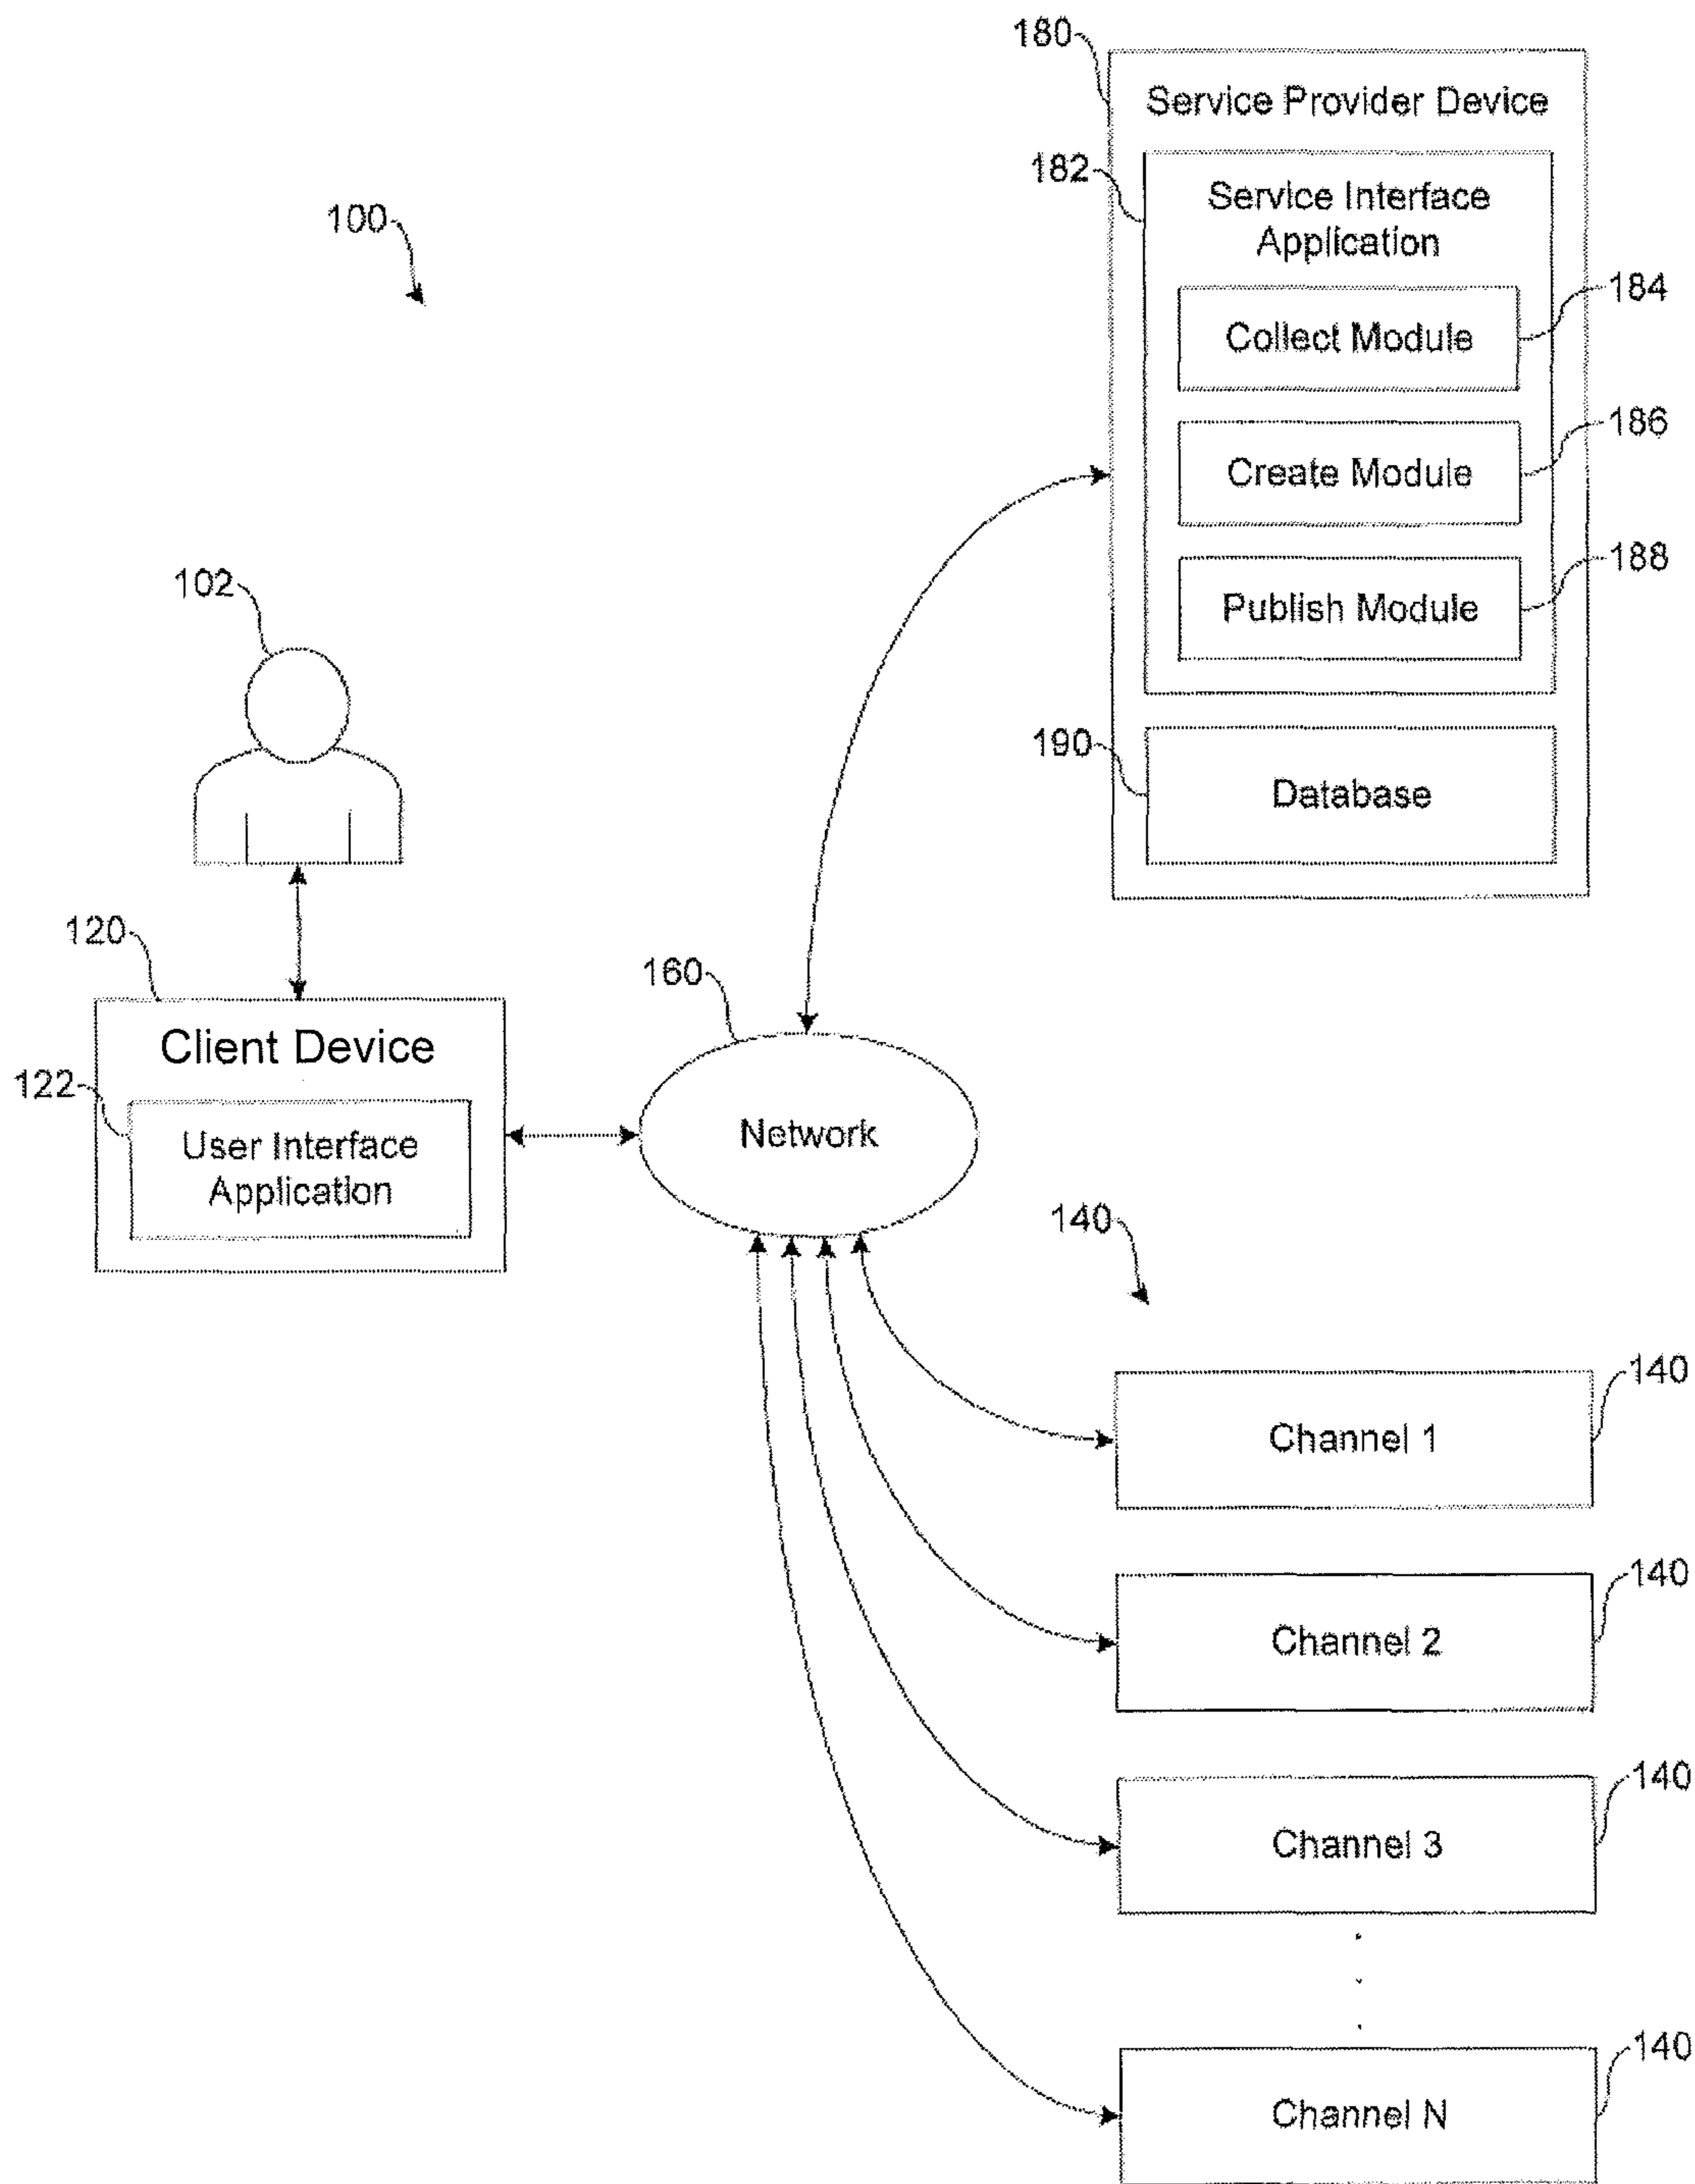 180
Service Provider Device
182
Service Interface
Application
100
184
Collect Module
186
Create Module
188
Publish Module
102
190
Database
120
160
Client Device
122
User Interface
Application
Network
140
140
Channel 1
140
Channel 2
140
Channel 3
140
Channel N